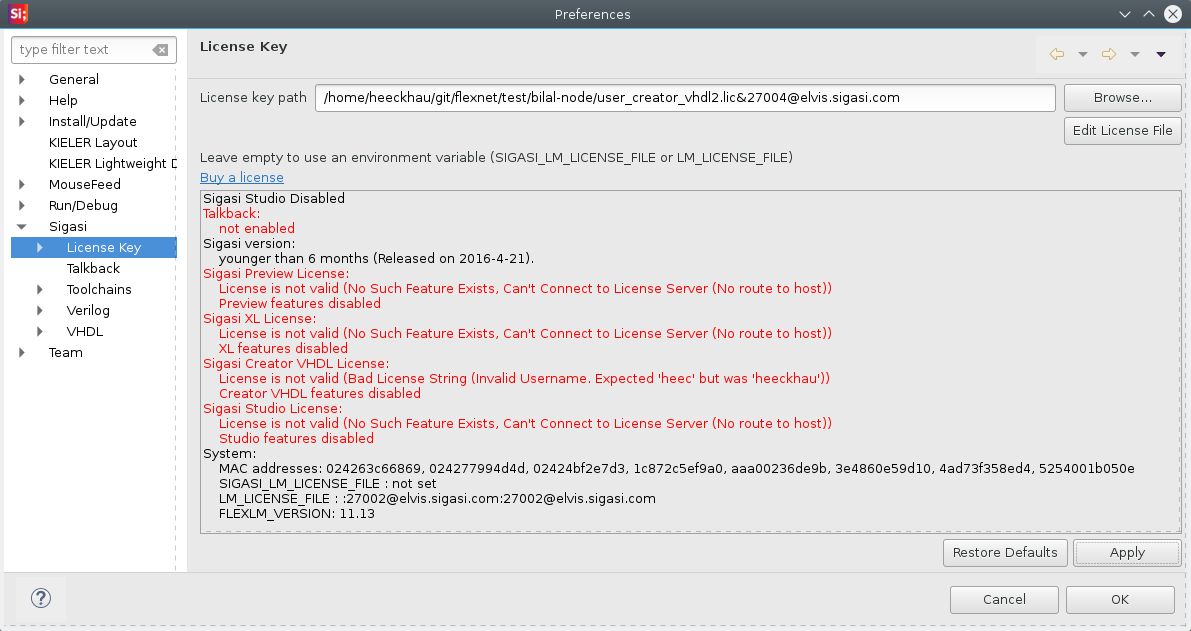 Si;
Preferences
type filter text
General
Help
Install/Update
KIELER Layout
KIELER Lightweight
MouseFeed
Run/Debug
Sigasi
License Key
Talkback
Toolchains
Verilog
VHDL
Team
License Key
License key path /home/heeckhau/git/flexnet/test/bilal-node/user_creator_vhdl2.lic&27004@elvis.sigasi.com Browse...
Edit License File
Leave empty to use an environment variable (SIGASI_LM_LICENSE_FILE or LM_LICENSE_FILE)
Buy a license
Sigasi Studio Disabled
Talkback:
not enabled
Sigasi version:
younger than 6 months (Released on 2016-4-21).
Sigasi Preview License:
License is not valid (No Such Feature Exists, Can't Connect to License Server (No route to host))
Preview features disabled
Sigasi XL License:
License is not valid (No Such Feature Exists, Can't Connect to License Server (No route to host))
XL features disabled
Sigasi Creator VHDL License:
License is not valid (Bad License String (Invalid Username. Expected 'heec' but was 'heeckhau'))
Creator VHDL features disabled
Sigasi Studio License:
License is not valid (No Such Feature Exists, Can't Connect to License Server (No route to host))
Studio features disabled
System:
MAC addresses: 024263c66869, 024277994d4d, 02424bf2e7d3, 1c872c5ef9a0, aaa00236de9b, 3e4860e59d10, 4ad73f358ed4, 5254001b050e
SIGASI_LM_LICENSE_FILE : not set
LM_LICENSE_FILE : :27002@elvis.sigasi.com:27002@elvis.sigasi.com
FLEXLM_VERSION: 11.13
Restore Defaults Apply
? Cancel OK